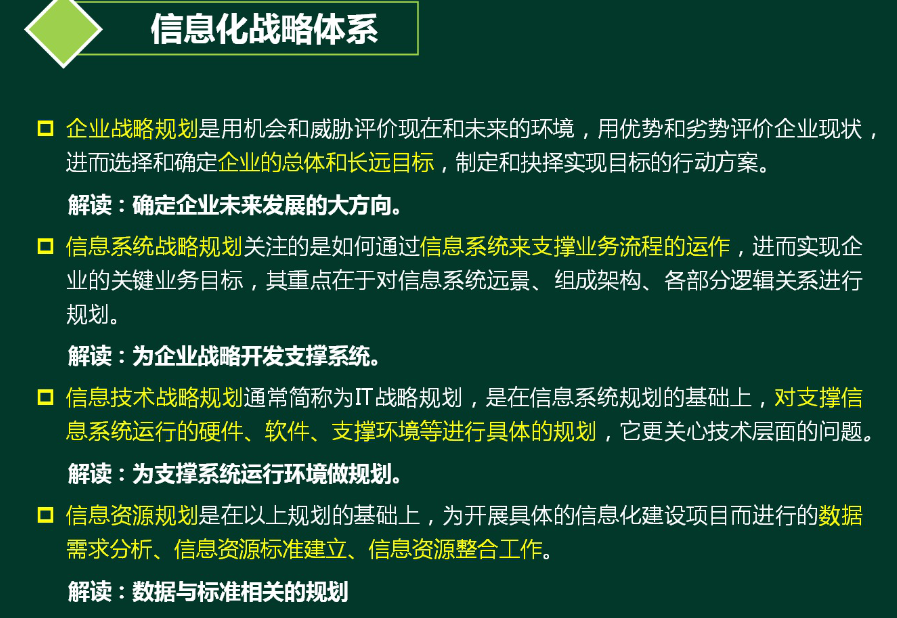 信息化战略体系
企业战略规划是用机会和威胁评价现在和未来的环境，用优势和劣势评价企业现状，
进而选择和确定企业的总体和长远目标，制定和抉择实现目标的行动方案。
解读：确定企业未来发展的大方向。
信息系统战略规划关注的是如何通过信息系统来支撑业务流程的运作，进而实现企
业的关键业务目标，其重点在于对信息系统远景、组成架构、各部分逻辑关系进行
规划。
解读：为企业战略开发支撑系统。
信息技术战略规划通常简称为IT战略规划，是在信息系统规划的基础上，对支撑信
息系统运行的硬件、软件、支撑环境等进行具体的规划，它更关心技术层面的问题。
解读：为支撑系统运行环境做规划。
信息资源规划是在以上规划的基础上，为开展具体的信息化建设项目而进行的数据
需求分析、信息资源标准建立、信息资源整合工作。
解读：数据与标准相关的规划